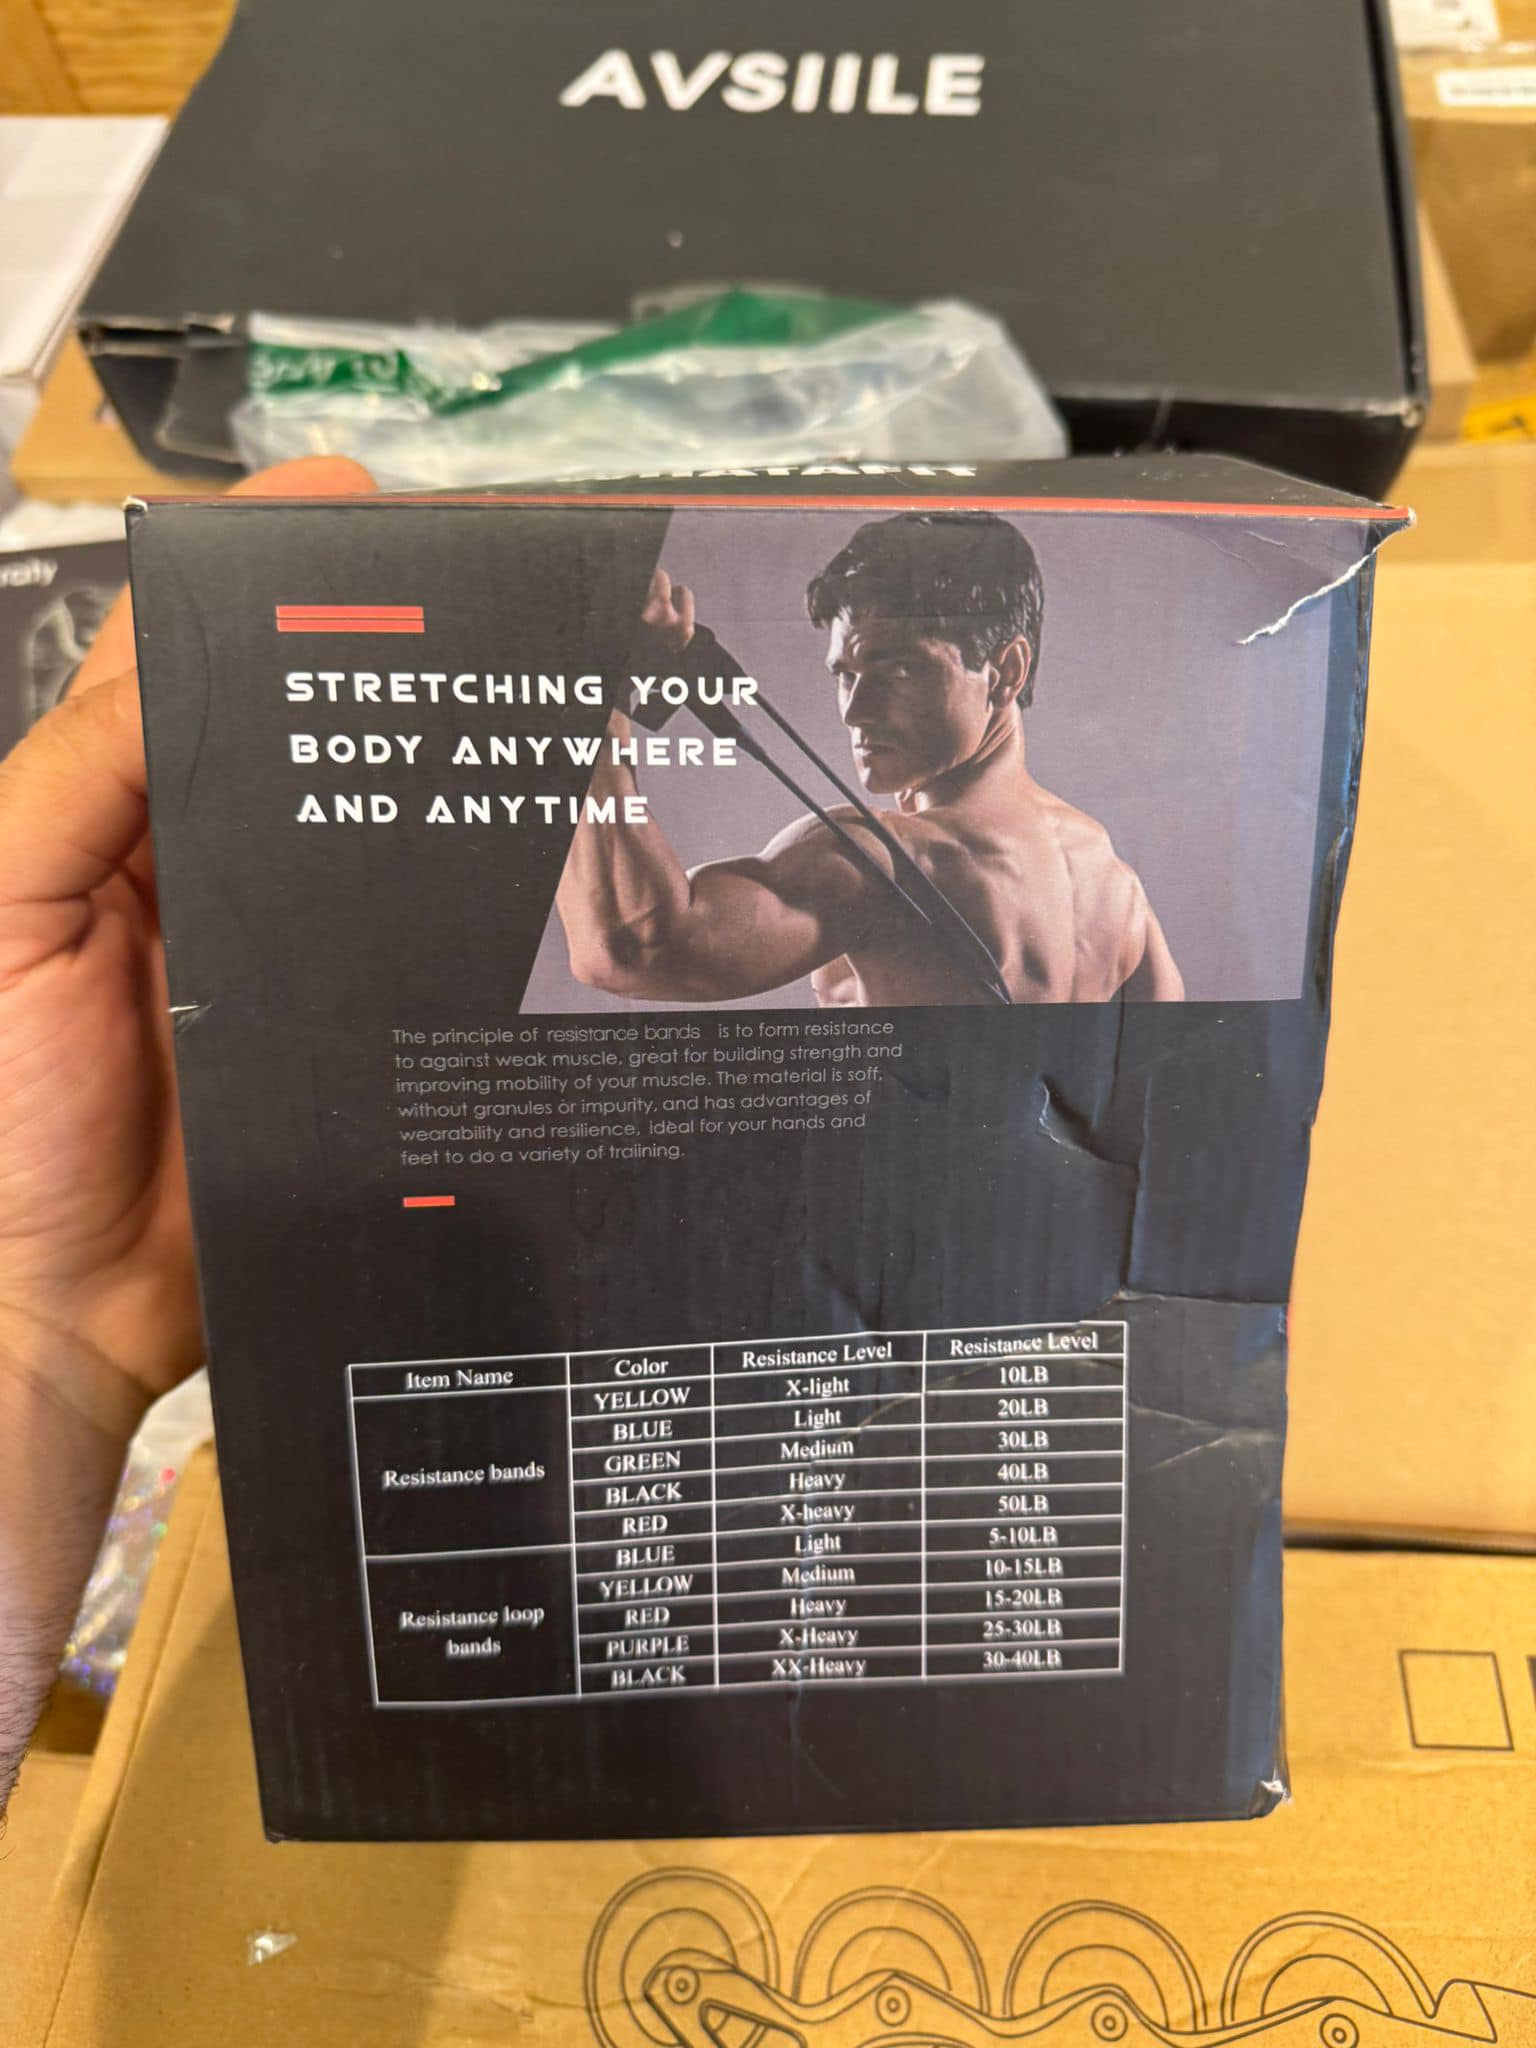 AVSIILE
STRETCHING YOUR
BODY ANYWHERE
AND ANYTIME
The principle of resistance bands is to form resistance
to against weak muscle, great for building strength and
improving mobility of your muscle. The material is soff,
without granules or impurity, and has advantages of
wearability and resilience, ideal for your hands and
feet to do a variety of traiining.
Item Name Color Resistance Level Resistance Level
Resistance bands
YELLOW X-light 10LB
BLUE Light 20LB
GREEN Medium 30LB
BLACK Heavy 40LB
RED X-heavy 50LB
Resistance loop
bands
BLUE Light 5-10LB
YELLOW Medium 10-15LB
RED Heavy 15-20LB
PURPLE X-Heavy 25-30LB
BLACK XX-Heavy 30-40LB